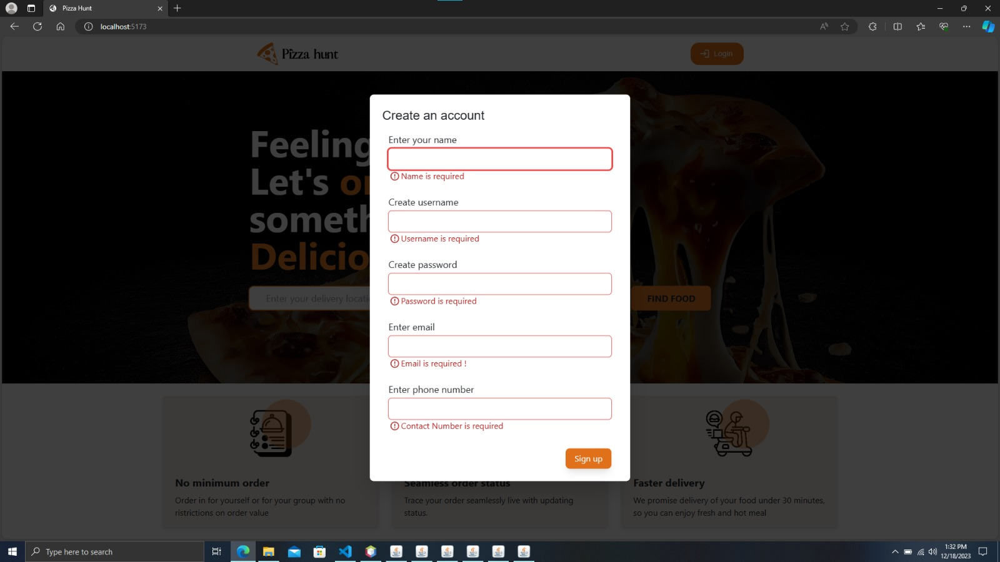 Pizza Hunt
localhost:5173
Pizza hunt
Login
Feeling
Let's
someth
Delicio
Enter your delivery locati
FIND FOOD
Create an account
Enter your name
Name is required
Create username
Username is required
Create password
Password is required
Enter email
Email is required !
Enter phone number
Contact Number is required
Sign up
No minimum order
Order in for yourself or for your group with no
ristrictions on order value
Seamless order status
Trace your order seamlessly live with updating
status.
Faster delivery
We promise delivery of your food under 30 minutes,
so you can enjoy fresh and hot meal
Type here to search
1:32 PM
12/18/2023